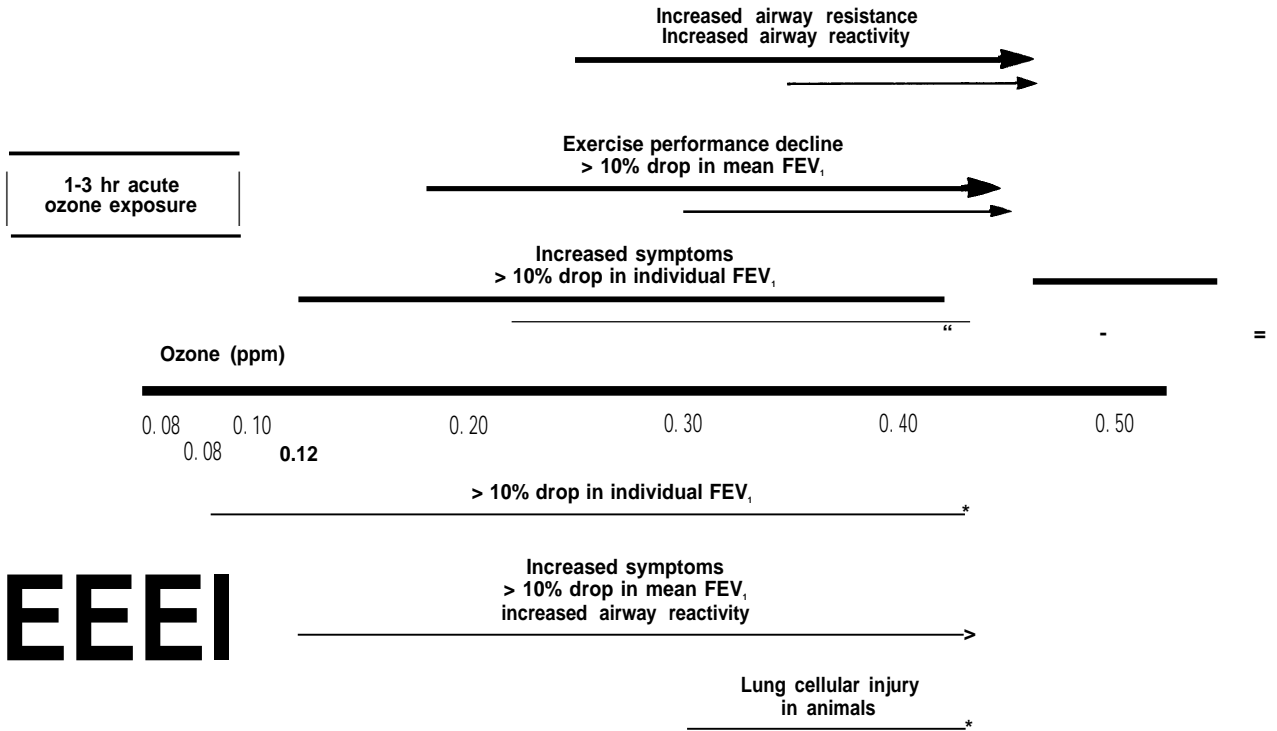 Increased airway resistance
Increased airway reactivity
Exercise performance decline
> 10% drop in mean FEV₁
1-3 hr acute
ozone exposure
Increased symptoms
> 10% drop in individual FEV₁
“ - =
Ozone (ppm)
0.08 0.10 0.20 0.30 0.40 0.50
0.08 0.12
> 10% drop in individual FEV₁
*
Increased symptoms
> 10% drop in mean FEV₁
increased airway reactivity
>
EEEI
Lung cellular injury
in animals
*